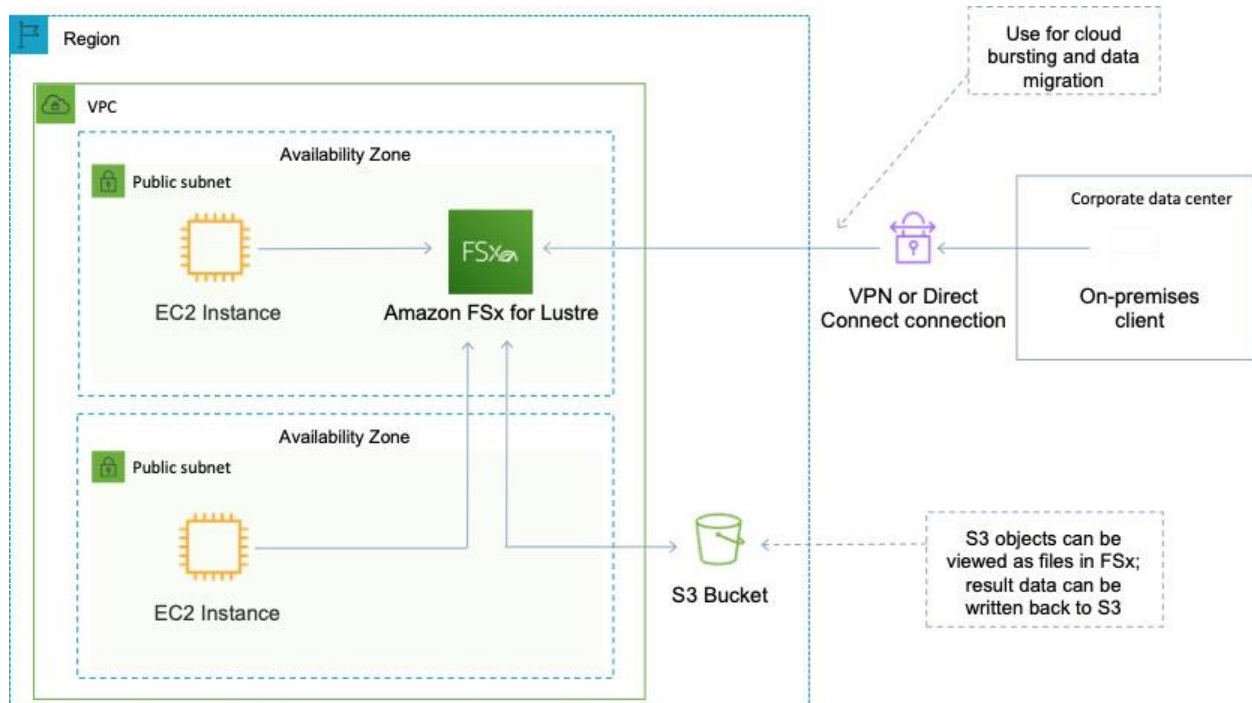 Region
Use for cloud
bursting and data
migration
VPC
Availability Zone
Public subnet
Corporate data center
FSx
EC2 Instance
Amazon FSx for Lustre
VPN or Direct
Connect connection
On-premises
client
Availability Zone
Public subnet
S3 objects can be
viewed as files in FSx;
result data can be
written back to S3
S3 Bucket
EC2 Instance